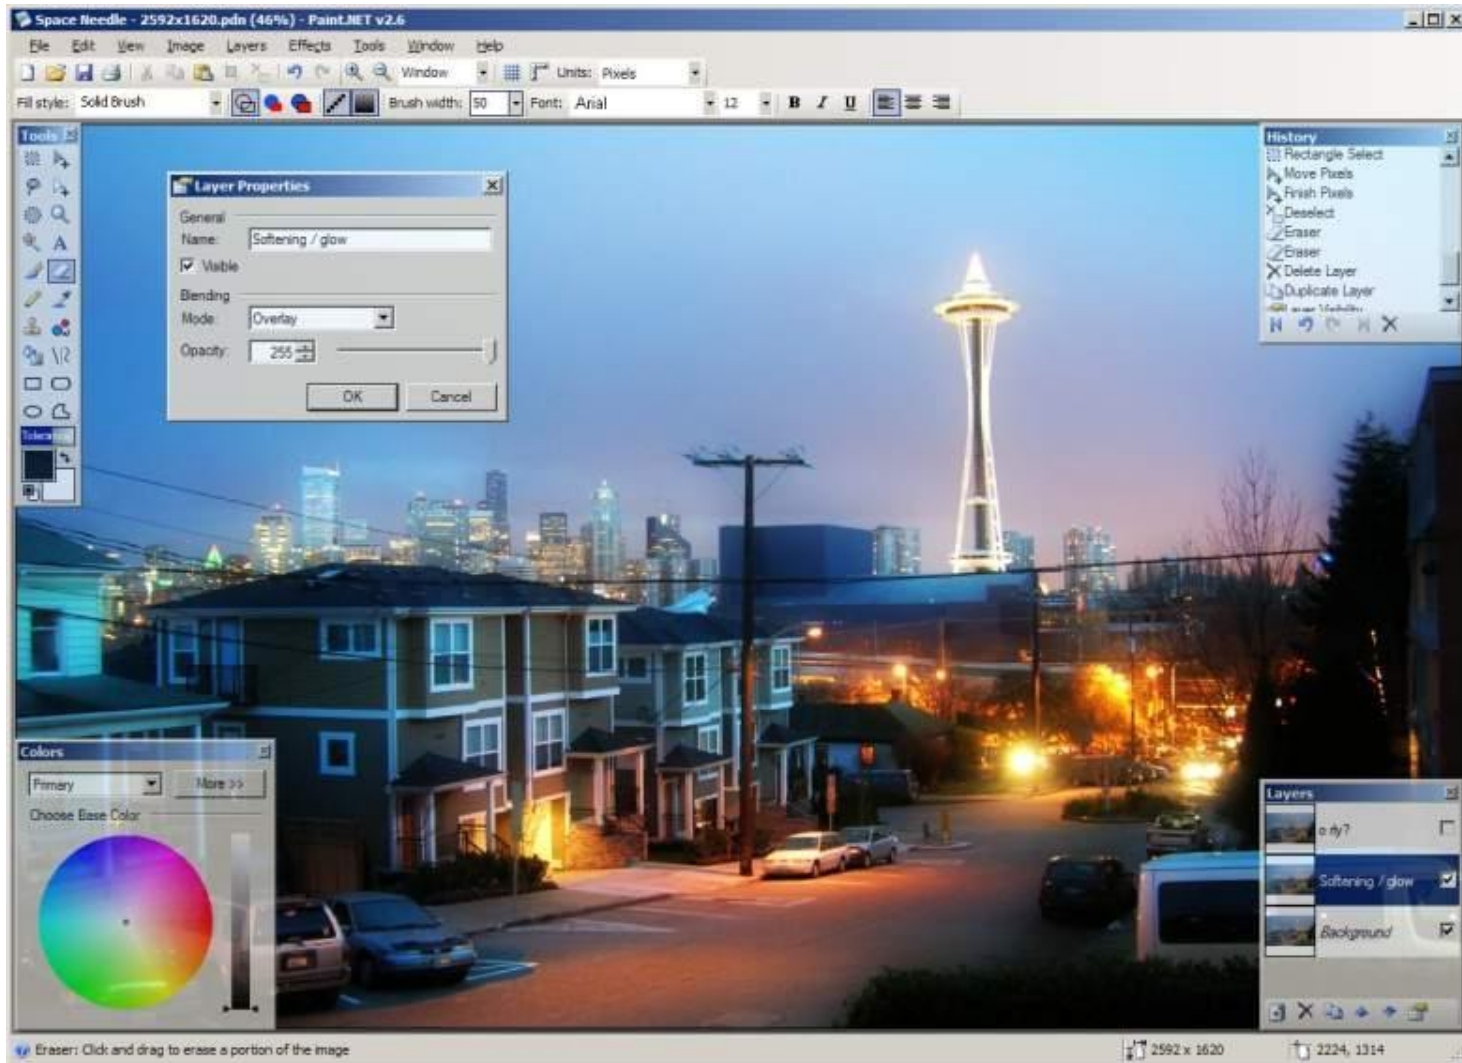 Space Needle - 2592x1620.pdn (46%) - Paint.NET v2.6
File Edit View Image Layers Effects Tools Window Help
Window Units: Pixels
Fill style: Solid Brush Brush width: 50 Font: Arial 12 B I U
Tools
A
Tolerance
Layer Properties
General
Name: Softening / glow
Visible
Blending
Mode: Overlay
Opacity: 255
OK Cancel
History
Rectangle Select
Move Pixels
Finish Pixels
Deselect
Eraser
Eraser
Delete Layer
Duplicate Layer
Layer Visibility
Colors
Primary More >>
Choose Base Color
Layers
o rly?
Softening / glow
Background
Eraser: Click and drag to erase a portion of the image
2592 x 1620
2224, 1314